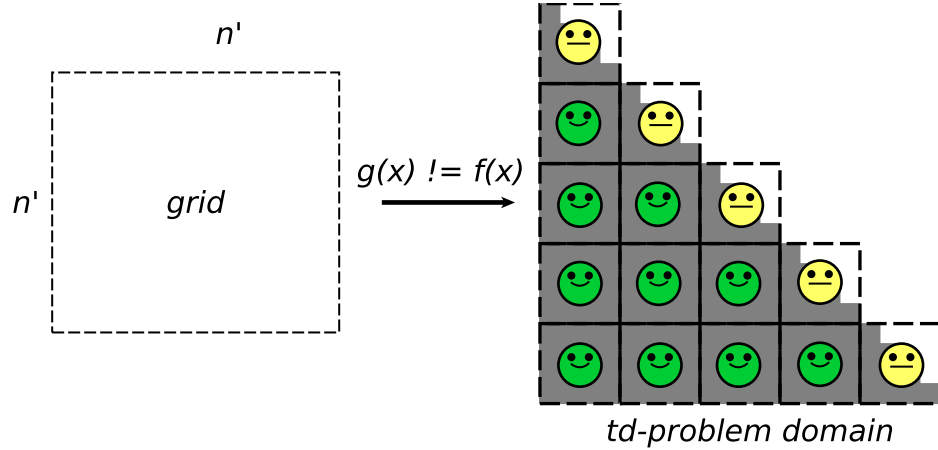 n'
n'
grid
g(x) != f(x)
td-problem domain